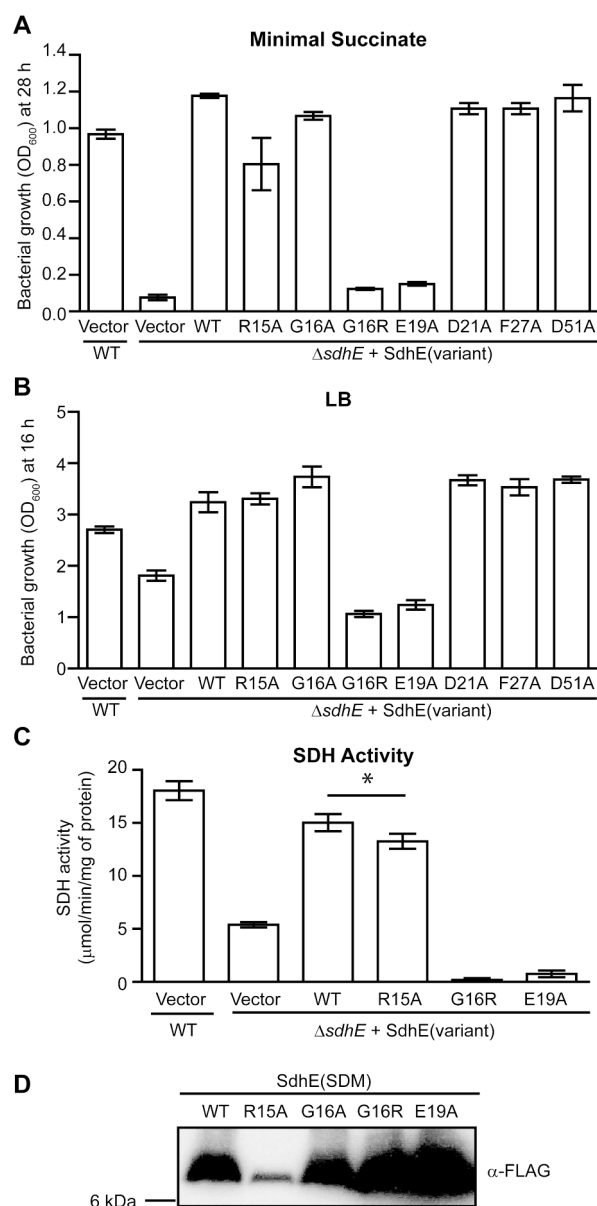 A
Minimal Succinate
Bacterial growth (OD600) at 28 h
1.4
1.2
1.0
0.8
0.6
0.4
0.2
0.0
Vector Vector WT R15A G16A G16R E19A D21A F27A D51A
WT ΔsdhE + SdhE(variant)
B
LB
Bacterial growth (OD600) at 16 h
5
4
3
2
1
0
Vector Vector WT R15A G16A G16R E19A D21A F27A D51A
WT ΔsdhE + SdhE(variant)
C
SDH Activity
SDH activity
(μmol/min/mg of protein)
20
15
10
5
0
*
Vector Vector WT R15A G16R E19A
WT ΔsdhE + SdhE(variant)
D
SdhE(SDM)
WT R15A G16A G16R E19A
α-FLAG
6 kDa